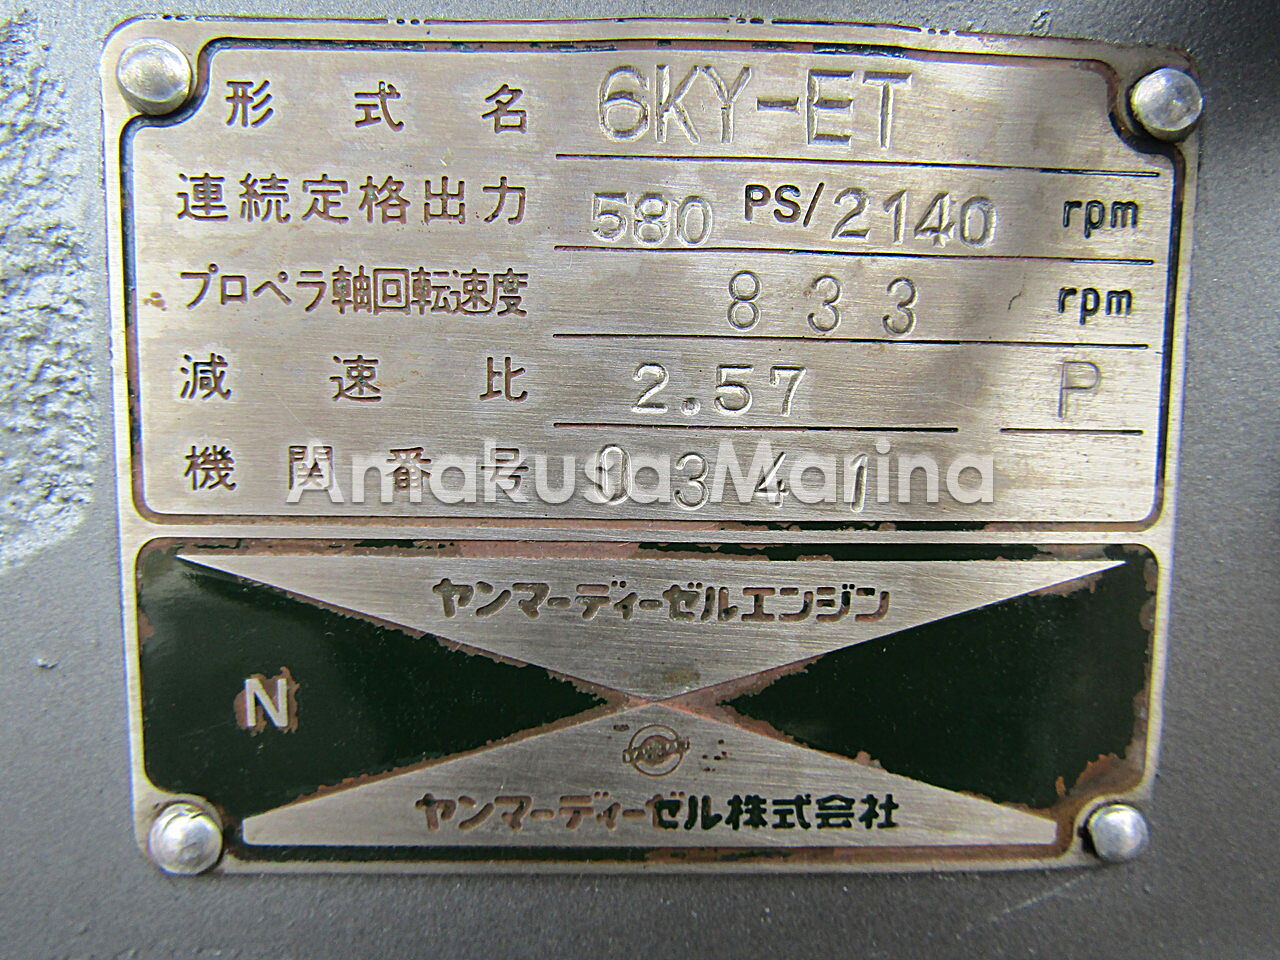 形式名 6KY-ET
連続定格出力 580 PS/2140 rpm
プロペラ軸回転速度 833 rpm
減速比 2.57 P
機関番号 0341
Amakusa Marina
ヤンマーディーゼルエンジン
N
ヤンマーディーゼル株式会社